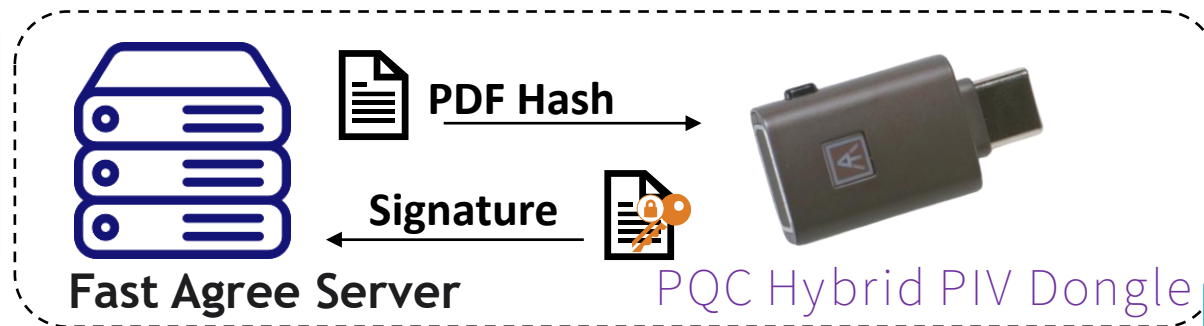 PDF Hash
Signature
Fast Agree Server
PQC Hybrid PIV Dongle